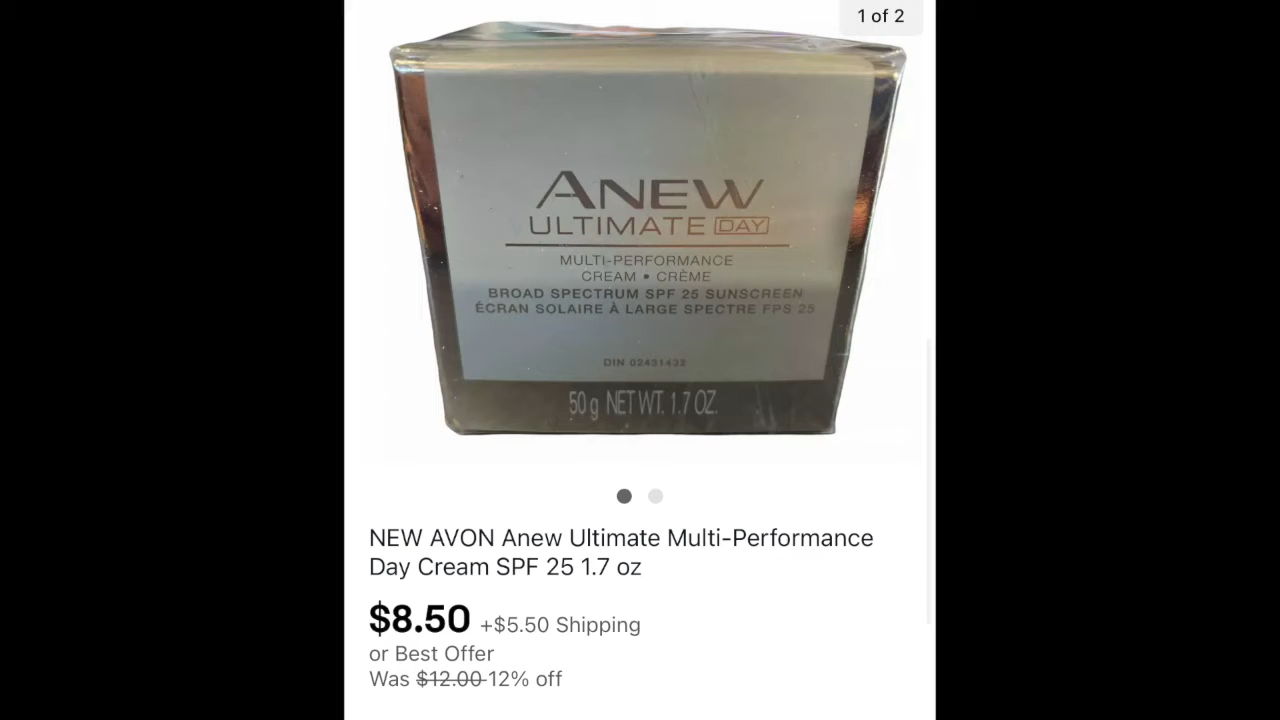 1 of 2
ANEW
ULTIMATE DAY
MULTI-PERFORMANCE
CREAM • CRÈME
BROAD SPECTRUM SPF 25 SUNSCREEN
ÉCRAN SOLAIRE À LARGE SPECTRE FPS 25
DIN 02431432
50 g NET WT. 1.7 OZ.
NEW AVON Anew Ultimate Multi-Performance
Day Cream SPF 25 1.7 oz
$8.50 +$5.50 Shipping
or Best Offer
Was $12.00 12% off